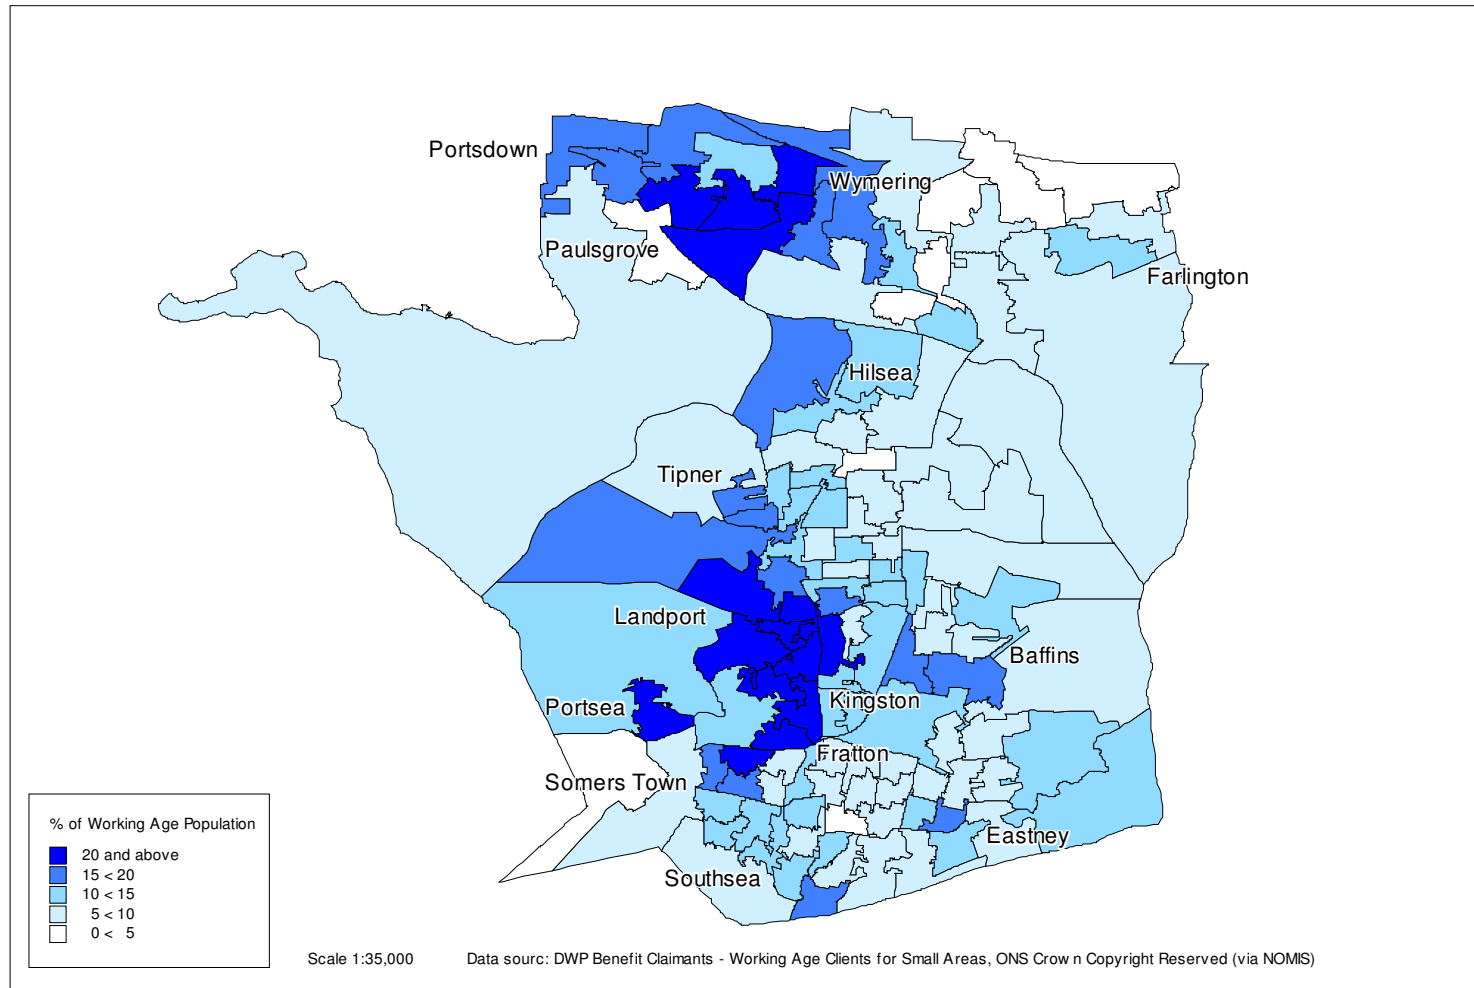 Portsdown
Wymering
Paulsgrove
Farlington
Hilsea
Tipner
Landport
Baffins
Portsea
Kingston
Fratton
Somers Town
Eastney
Southsea
% of Working Age Population
20 and above
15 < 20
10 < 15
5 < 10
0 < 5
Scale 1:35,000
Data sourc: DWP Benefit Claimants - Working Age Clients for Small Areas, ONS Crown Copyright Reserved (via NOMIS)